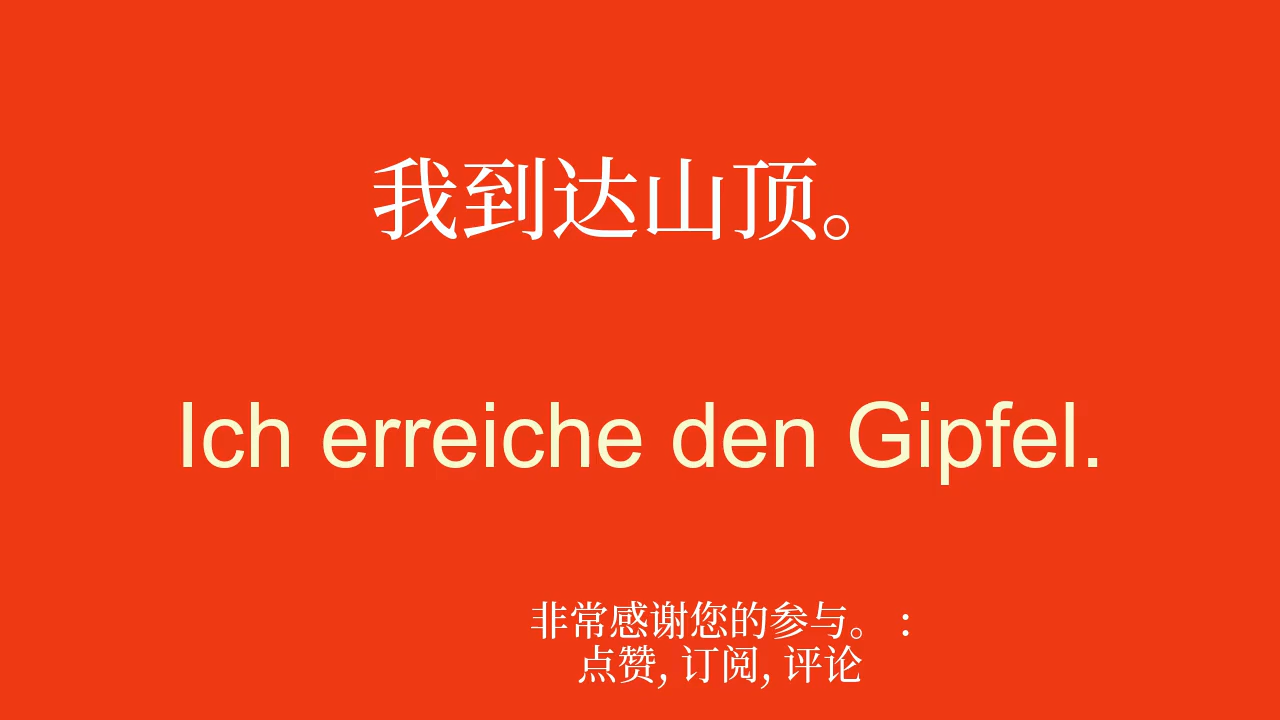 我到达山顶。
Ich erreiche den Gipfel.
非常感谢您的参与。 :
点赞, 订阅, 评论